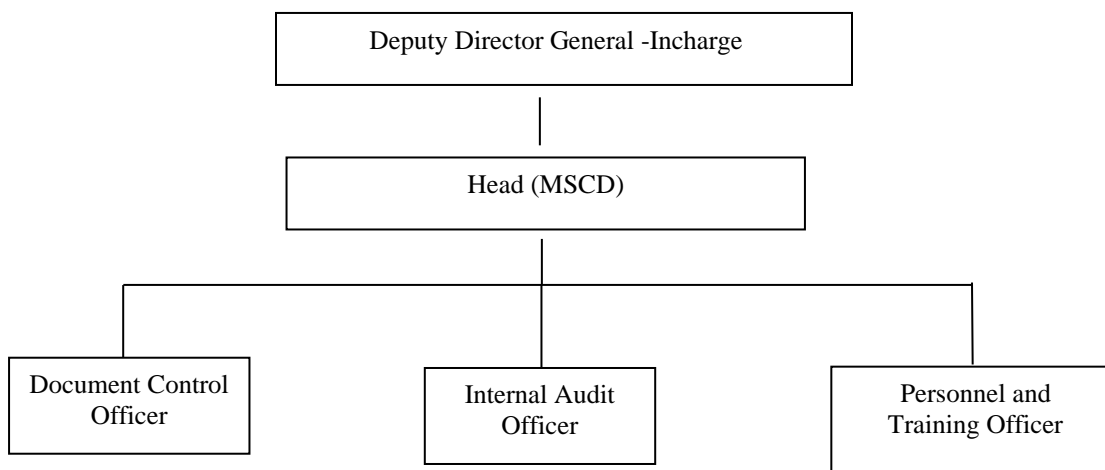 Deputy Director General -Incharge
Head (MSCD)
Document Control
Officer
Internal Audit
Officer
Personnel and
Training Officer